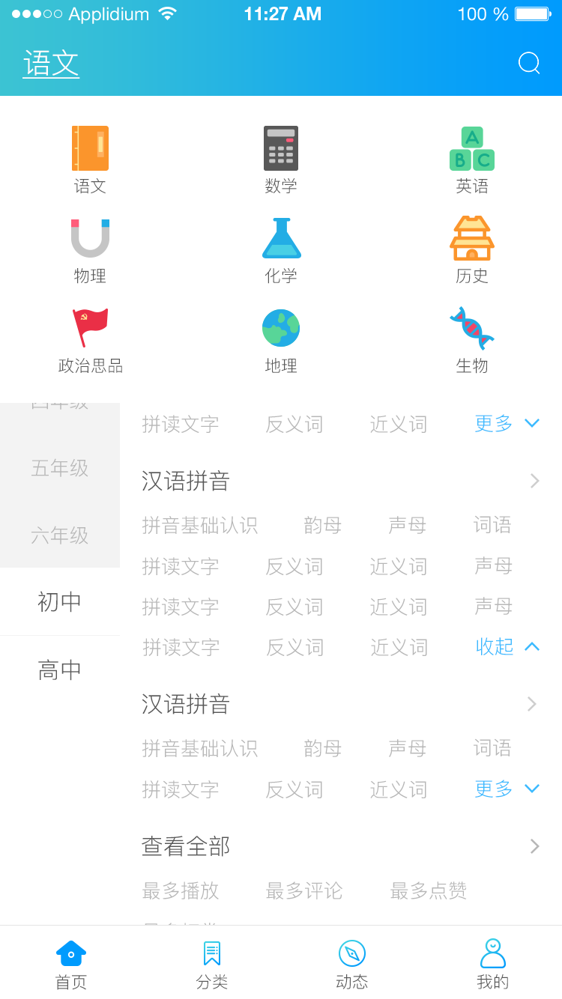 Applidium 11:27 AM 100 %
语文
语文 数学 英语
A B C
物理 化学 历史
政治思品 地理 生物
四年级
五年级
六年级
初中
高中
拼读文字 反义词 近义词 更多
汉语拼音
拼音基础认识 韵母 声母 词语
拼读文字 反义词 近义词 声母
拼读文字 反义词 近义词 声母
拼读文字 反义词 近义词 收起
汉语拼音
拼音基础认识 韵母 声母 词语
拼读文字 反义词 近义词 更多
查看全部
最多播放 最多评论 最多点赞
首页 分类 动态 我的